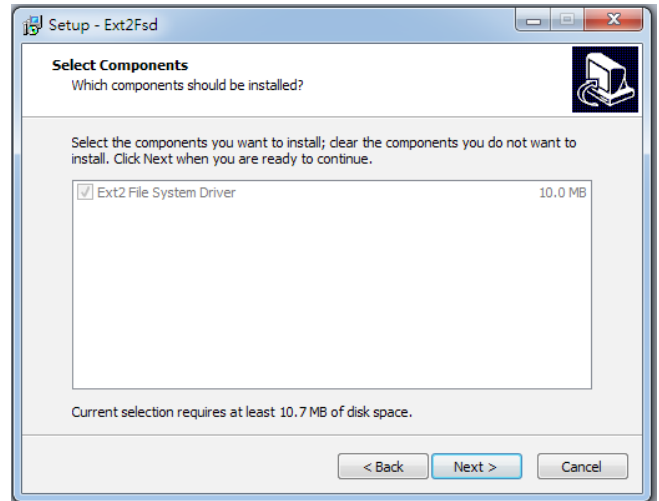 Setup - Ext2Fsd
Select Components
Which components should be installed?
Select the components you want to install; clear the components you do not want to
install. Click Next when you are ready to continue.
Ext2 File System Driver 10.0 MB
Current selection requires at least 10.7 MB of disk space.
< Back Next > Cancel